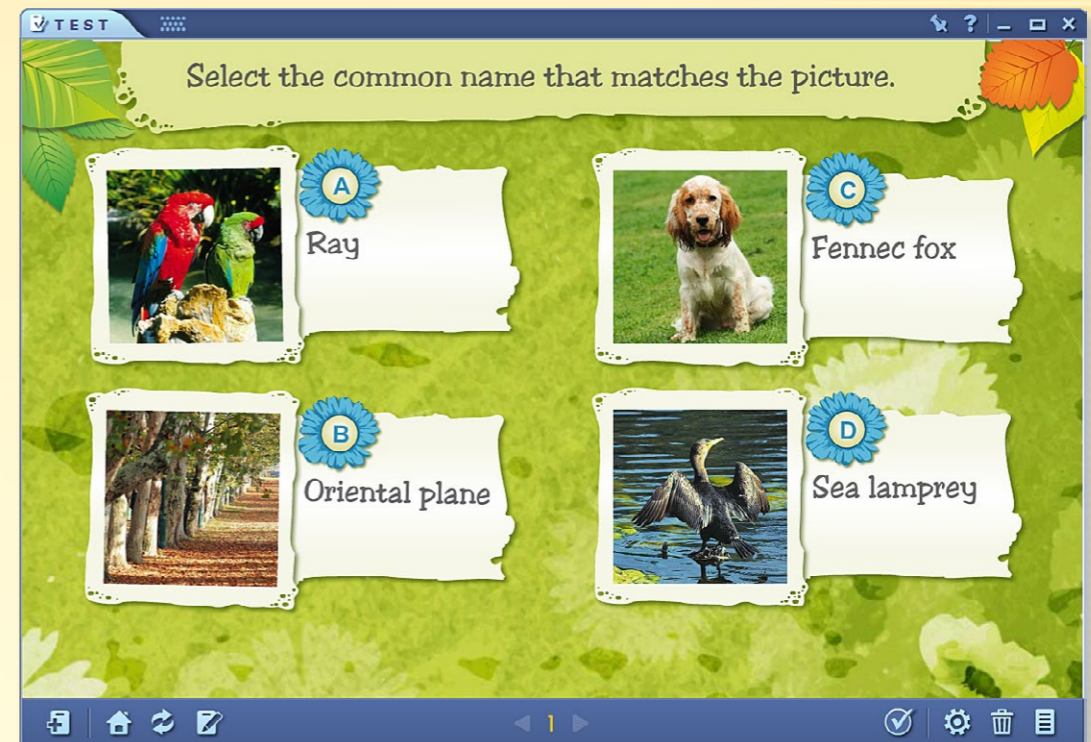 TEST
?
Select the common name that matches the picture.
A
Ray
C
Fennec fox
B
Oriental plane
D
Sea lamprey
1